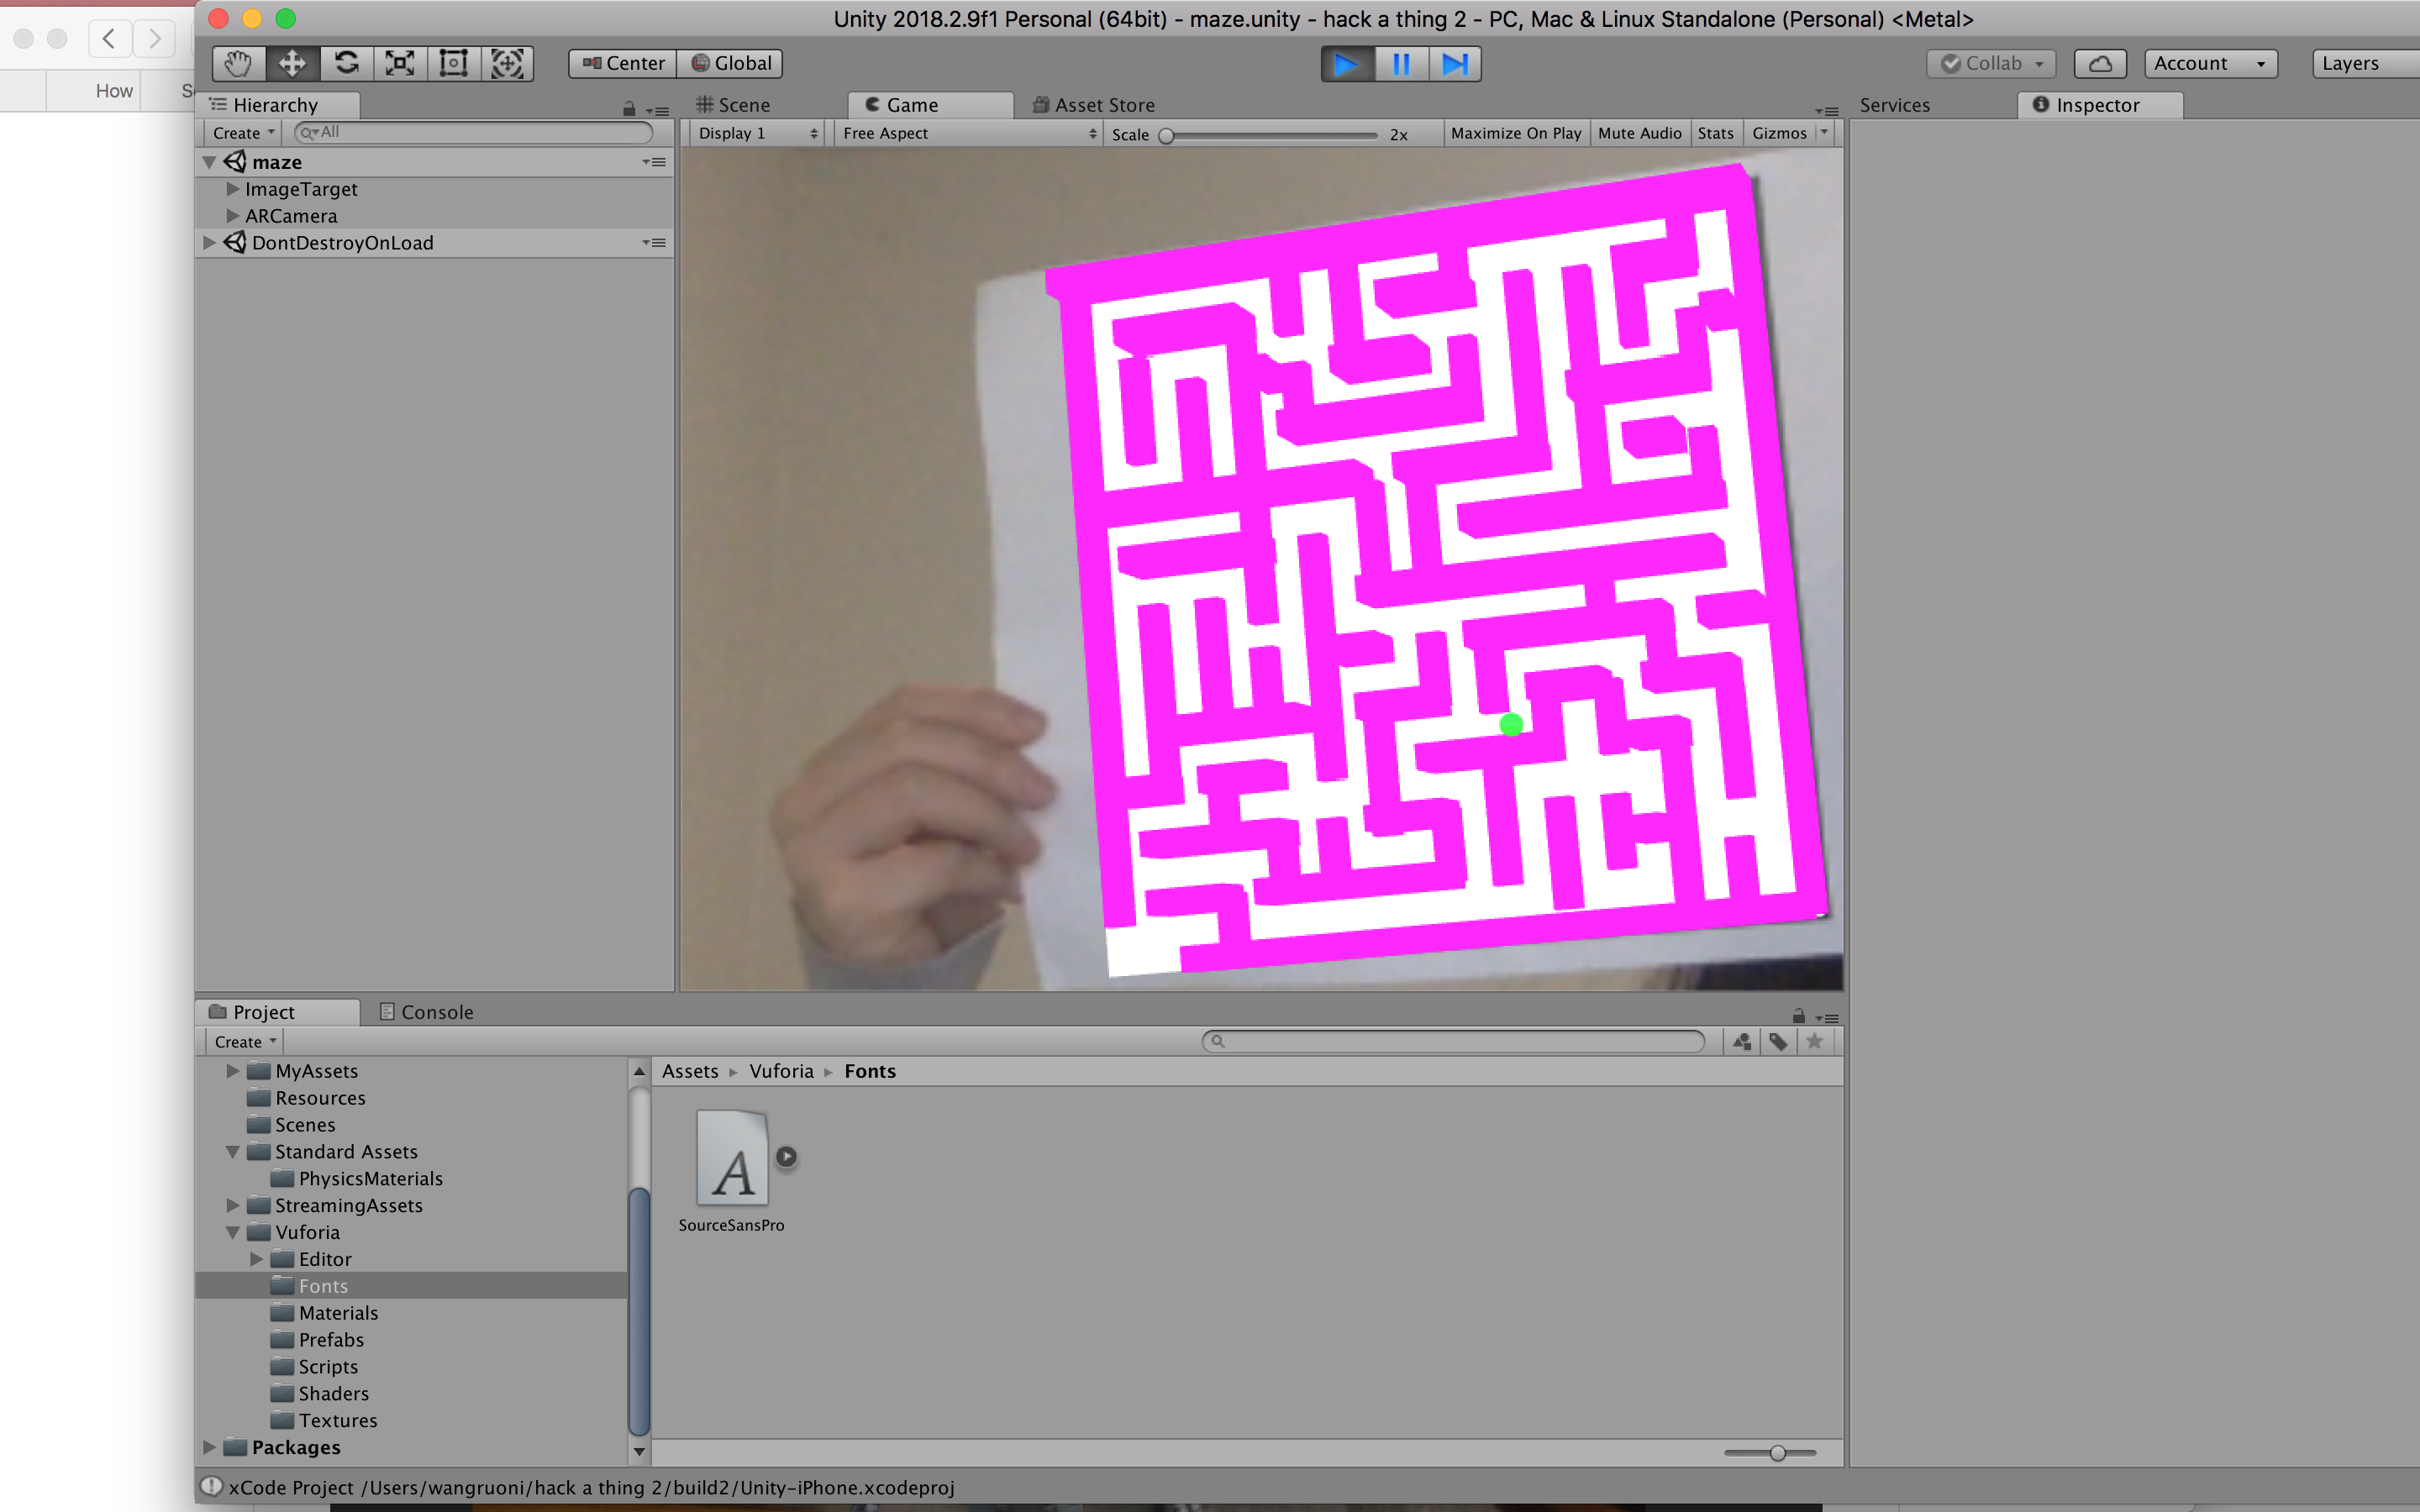 Unity 2018.2.9f1 Personal (64bit) - maze.unity - hack a thing 2 - PC, Mac & Linux Standalone (Personal) <Metal>
Center Global Collab Account Layers
How
Hierarchy Scene Game Asset Store Services Inspector
Create All Display 1 Free Aspect Scale 2x Maximize On Play Mute Audio Stats Gizmos
maze
ImageTarget
ARCamera
DontDestroyOnLoad
Project Console
Create
MyAssets
Resources
Scenes
Standard Assets
PhysicsMaterials
StreamingAssets
Vuforia
Editor
Fonts
Materials
Prefabs
Scripts
Shaders
Textures
Packages
Assets Vuforia Fonts
A
SourceSansPro
xCode Project /Users/wangruoni/hack a thing 2/build2/Unity-iPhone.xcodeproj